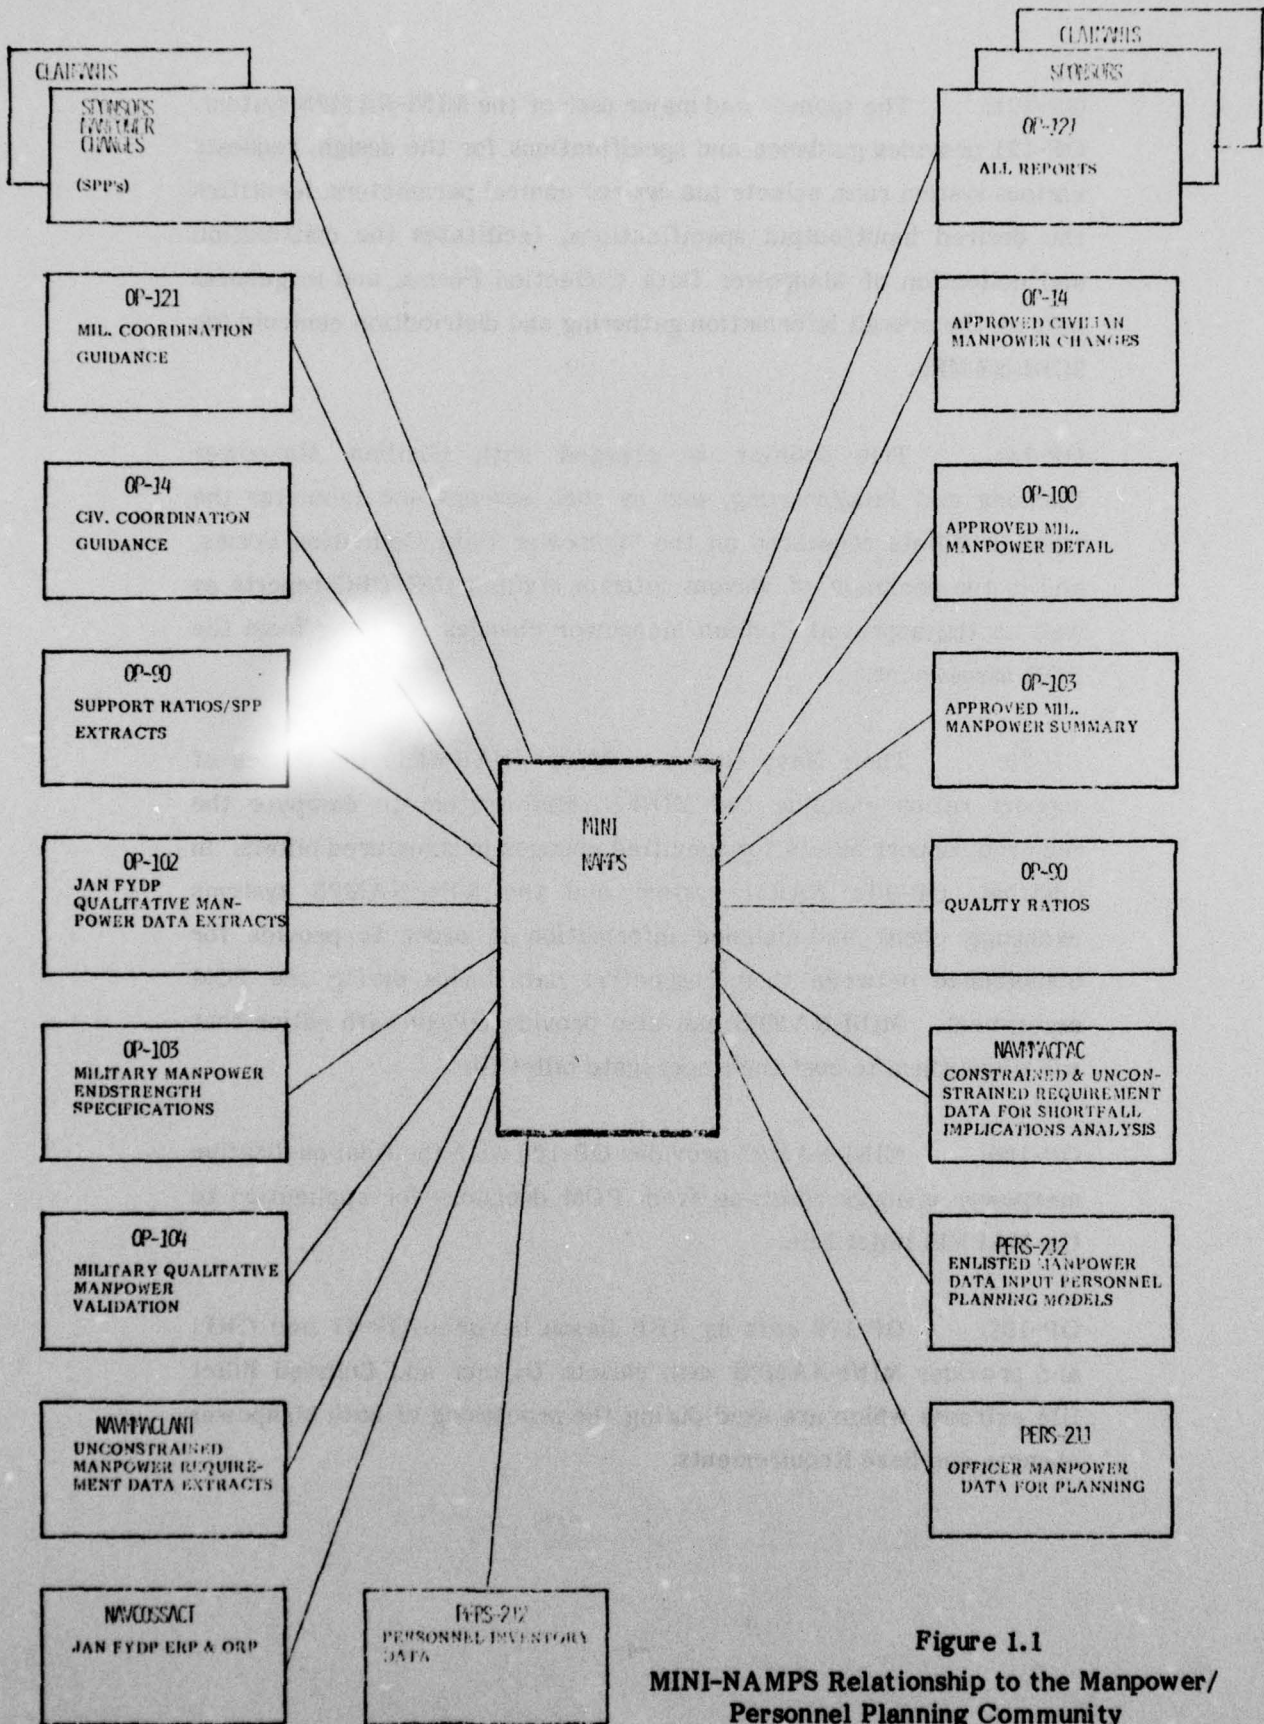 CLAIMANTS
SPONSORS
MANPOWER
CHANGES
(SPP's)
OP-121
MIL. COORDINATION
GUIDANCE
OP-14
CIV. COORDINATION
GUIDANCE
OP-90
SUPPORT RATIOS/SPP
EXTRACTS
OP-102
JAN FYDP
QUALITATIVE MAN-
POWER DATA EXTRACTS
OP-103
MILITARY MANPOWER
ENDSTRENGTH
SPECIFICATIONS
OP-104
MILITARY QUALITATIVE
MANPOWER
VALIDATION
NAVMMACLANT
UNCONSTRAINED
MANPOWER REQUIRE-
MENT DATA EXTRACTS
NAVCOSSACT
JAN FYDP ERP & ORP
PERS-212
PERSONNEL INVENTORY
DATA
MINI
NAMPS
CLAIMANTS
SPONSORS
OP-121
ALL REPORTS
OP-14
APPROVED CIVILIAN
MANPOWER CHANGES
OP-100
APPROVED MIL.
MANPOWER DETAIL
OP-103
APPROVED MIL.
MANPOWER SUMMARY
OP-90
QUALITY RATIOS
NAVMMACPAC
CONSTRAINED & UNCON-
STRAINED REQUIREMENT
DATA FOR SHORTFALL
IMPLICATIONS ANALYSIS
PERS-212
ENLISTED MANPOWER
DATA INPUT PERSONNEL
PLANNING MODELS
PERS-211
OFFICER MANPOWER
DATA FOR PLANNING
Figure 1.1
MINI-NAMPS Relationship to the Manpower/
Personnel Planning Community